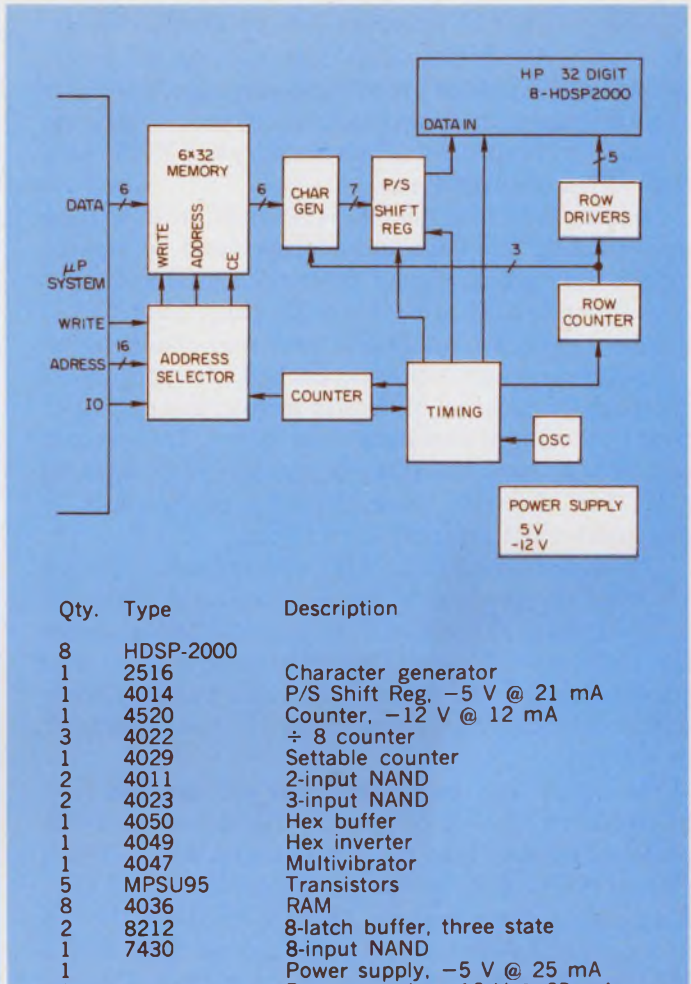 HP 32 DIGIT
8-HDSP2000
DATA IN
6x32
MEMORY
WRITE
ADDRESS
CE
6
DATA
6
CHAR
GEN
7
P/S
SHIFT
REG
5
ROW
DRIVERS
3
ROW
COUNTER
μP
SYSTEM
WRITE
16
ADRESS
IO
ADDRESS
SELECTOR
COUNTER
TIMING
OSC
POWER SUPPLY
5 V
-12 V
Qty. Type Description
8 HDSP-2000
1 2516 Character generator
1 4014 P/S Shift Reg, −5 V @ 21 mA
1 4520 Counter, −12 V @ 12 mA
3 4022 ÷ 8 counter
1 4029 Settable counter
2 4011 2-input NAND
2 4023 3-input NAND
1 4050 Hex buffer
1 4049 Hex inverter
1 4047 Multivibrator
5 MPSU95 Transistors
8 4036 RAM
2 8212 8-latch buffer, three state
1 7430 8-input NAND
1 Power supply, −5 V @ 25 mA